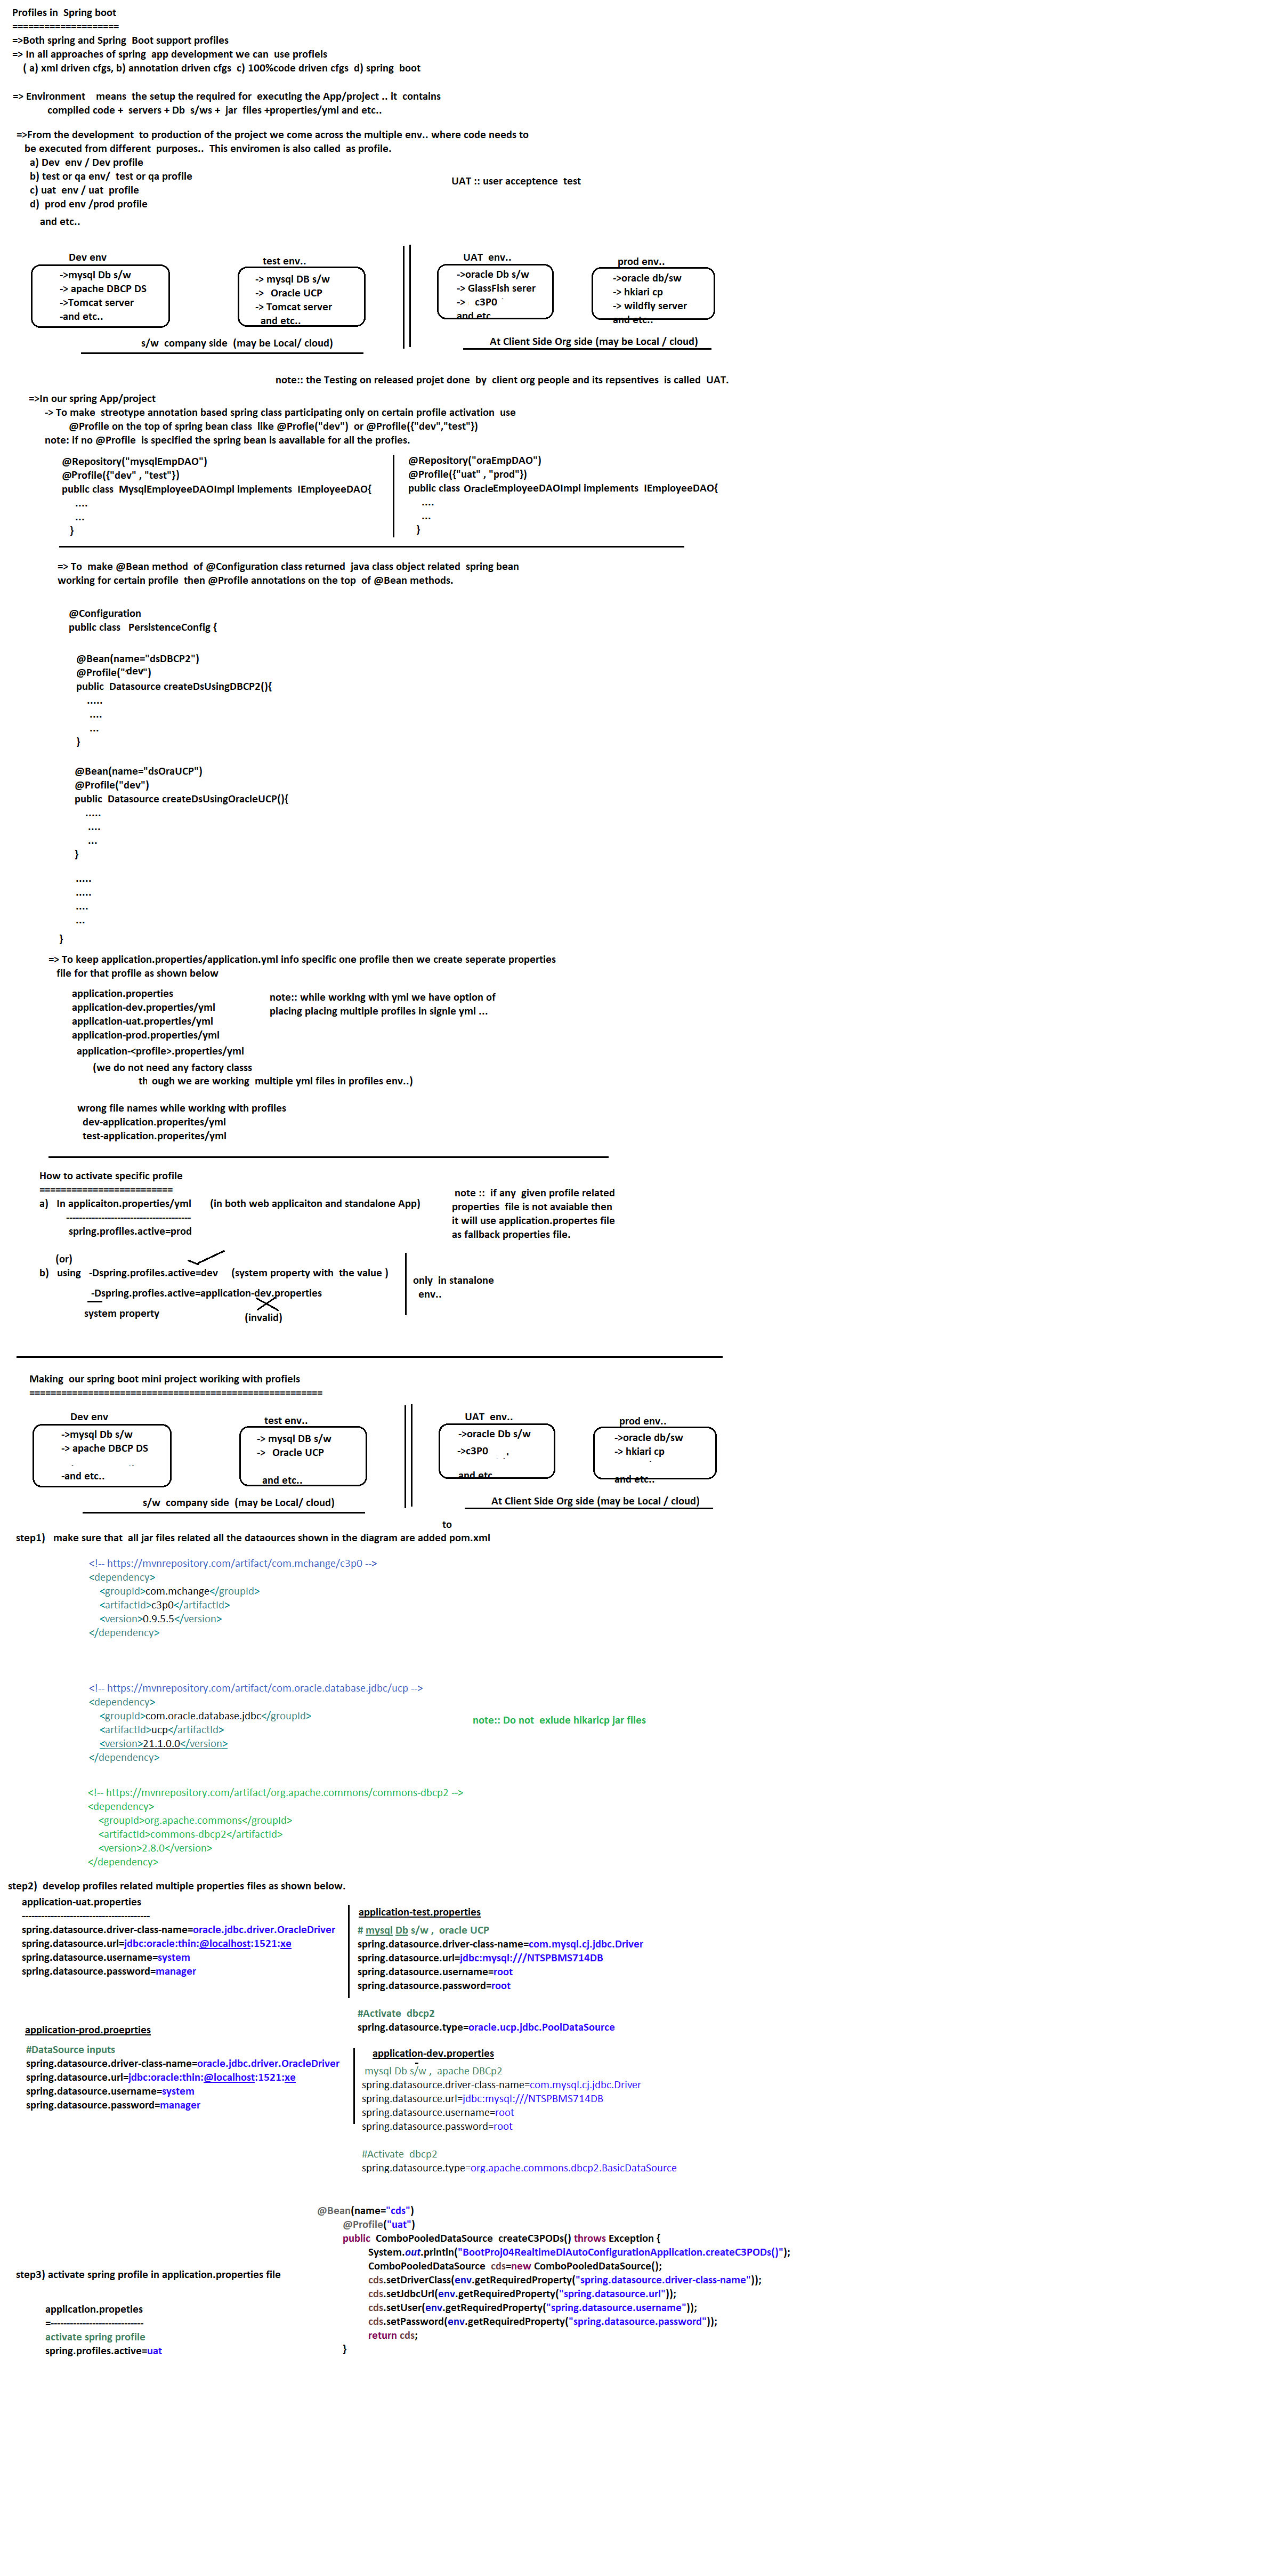 Profiles in  Spring boot
====================
=>Both spring and Spring  Boot support profiles
=> In all approaches of spring  app development we can  use profiels
( a) xml driven cfgs, b) annotation driven cfgs  c) 100%code driven cfgs  d) spring  boot
=> Environment    means  the setup the required for  executing the App/project .. it  contains
compiled code +  servers + Db  s/ws +  jar  files +properties/yml and etc..
=>From the development  to production of the project we come across the multiple env.. where code needs to
be executed from different  purposes..  This enviromen is also called  as profile.
a) Dev  env / Dev profile
b) test or qa env/  test or qa profile
c) uat  env / uat  profile
d)  prod env /prod profile
and etc..
UAT :: user acceptence  test
Dev env
->mysql Db s/w
-> apache DBCP DS
->Tomcat server
-and etc..
test env..
-> mysql DB s/w
->   Oracle UCP
-> Tomcat server
and etc..
UAT  env..
->oracle Db s/w
-> GlassFish serer
->    c3P0
and etc
prod env..
->oracle db/sw
-> hkiari cp
-> wildfly server
and etc..
s/w  company side  (may be Local/ cloud)
At Client Side Org side (may be Local / cloud)
note:: the Testing on released projet done  by  client org people and its repsentives  is called  UAT.
=>In our spring App/project
-> To make  streotype annotation based spring class participating only on certain profile activation  use
@Profile on the top of spring bean class  like @Profie("dev")  or @Profile({"dev","test"})
note: if no @Profile  is specified the spring bean is aavailable for all the profies.
@Repository("mysqlEmpDAO")
@Profile({"dev" , "test"})
public class  MysqlEmployeeDAOImpl implements  IEmployeeDAO{
....
...
}
@Repository("oraEmpDAO")
@Profile({"uat" , "prod"})
public class OracleEmployeeDAOImpl implements  IEmployeeDAO{
....
...
}
=> To  make @Bean method  of @Configuration class returned  java class object related  spring bean
working for certain profile  then @Profile annotations on the top  of @Bean methods.
@Configuration
public class   PersistenceConfig {
@Bean(name="dsDBCP2")
@Profile("dev")
public  Datasource createDsUsingDBCP2(){
.....
....
...
}
@Bean(name="dsOraUCP")
@Profile("dev")
public  Datasource createDsUsingOracleUCP(){
.....
....
...
}
.....
.....
....
...
}
=> To keep application.properties/application.yml info specific one profile then we create seperate properties
file for that profile as shown below
application.properties
application-dev.properties/yml
application-uat.properties/yml
application-prod.properties/yml
application-<profile>.properties/yml
note:: while working with yml we have option of
placing placing multiple profiles in signle yml ...
(we do not need any factory classs
th ough we are working  multiple yml files in profiles env..)
wrong file names while working with profiles
dev-application.properites/yml
test-application.properites/yml
How to activate specific profile
=========================
a)   In applicaiton.properties/yml       (in both web applicaiton and standalone App)
---------------------------------------
spring.profiles.active=prod
note ::  if any  given profile related
properties  file is not avaiable then
it will use application.propertes file
as fallback properties file.
(or)
b)   using   -Dspring.profiles.active=dev     (system property with  the value )
-Dspring.profies.active=application-dev.properties
system property
(invalid)
only  in stanalone
env..
Making  our spring boot mini project woriking with profiels
=======================================================
Dev env
->mysql Db s/w
-> apache DBCP DS
-and etc..
test env..
-> mysql DB s/w
->   Oracle UCP
and etc..
UAT  env..
->oracle Db s/w
->c3P0
and etc
prod env..
->oracle db/sw
-> hkiari cp
and etc..
s/w  company side  (may be Local/ cloud)
At Client Side Org side (may be Local / cloud)
to
step1)   make sure that  all jar files related all the dataources shown in the diagram are added pom.xml
<!-- https://mvnrepository.com/artifact/com.mchange/c3p0 -->
<dependency>
<groupId>com.mchange</groupId>
<artifactId>c3p0</artifactId>
<version>0.9.5.5</version>
</dependency>
<!-- https://mvnrepository.com/artifact/com.oracle.database.jdbc/ucp -->
<dependency>
<groupId>com.oracle.database.jdbc</groupId>
<artifactId>ucp</artifactId>
<version>21.1.0.0</version>
</dependency>
note:: Do not  exlude hikaricp jar files
<!-- https://mvnrepository.com/artifact/org.apache.commons/commons-dbcp2 -->
<dependency>
<groupId>org.apache.commons</groupId>
<artifactId>commons-dbcp2</artifactId>
<version>2.8.0</version>
</dependency>
step2)  develop profiles related multiple properties files as shown below.
application-uat.properties
----------------------------------------
spring.datasource.driver-class-name=oracle.jdbc.driver.OracleDriver
spring.datasource.url=jdbc:oracle:thin:@localhost:1521:xe
spring.datasource.username=system
spring.datasource.password=manager
application-test.properties
# mysql Db s/w ,  oracle UCP
spring.datasource.driver-class-name=com.mysql.cj.jdbc.Driver
spring.datasource.url=jdbc:mysql:///NTSPBMS714DB
spring.datasource.username=root
spring.datasource.password=root
#Activate  dbcp2
spring.datasource.type=oracle.ucp.jdbc.PoolDataSource
application-prod.proeprties
#DataSource inputs
spring.datasource.driver-class-name=oracle.jdbc.driver.OracleDriver
spring.datasource.url=jdbc:oracle:thin:@localhost:1521:xe
spring.datasource.username=system
spring.datasource.password=manager
application-dev.properties
mysql Db s/w ,  apache DBCp2
spring.datasource.driver-class-name=com.mysql.cj.jdbc.Driver
spring.datasource.url=jdbc:mysql:///NTSPBMS714DB
spring.datasource.username=root
spring.datasource.password=root
#Activate  dbcp2
spring.datasource.type=org.apache.commons.dbcp2.BasicDataSource
@Bean(name="cds")
@Profile("uat")
public  ComboPooledDataSource  createC3PODs() throws Exception {
System.out.println("BootProj04RealtimeDiAutoConfigurationApplication.createC3PODs()");
ComboPooledDataSource  cds=new ComboPooledDataSource();
cds.setDriverClass(env.getRequiredProperty("spring.datasource.driver-class-name"));
cds.setJdbcUrl(env.getRequiredProperty("spring.datasource.url"));
cds.setUser(env.getRequiredProperty("spring.datasource.username"));
cds.setPassword(env.getRequiredProperty("spring.datasource.password"));
return cds;
}
step3) activate spring profile in application.properties file
application.propeties
=-----------------------------
activate spring profile
spring.profiles.active=uat